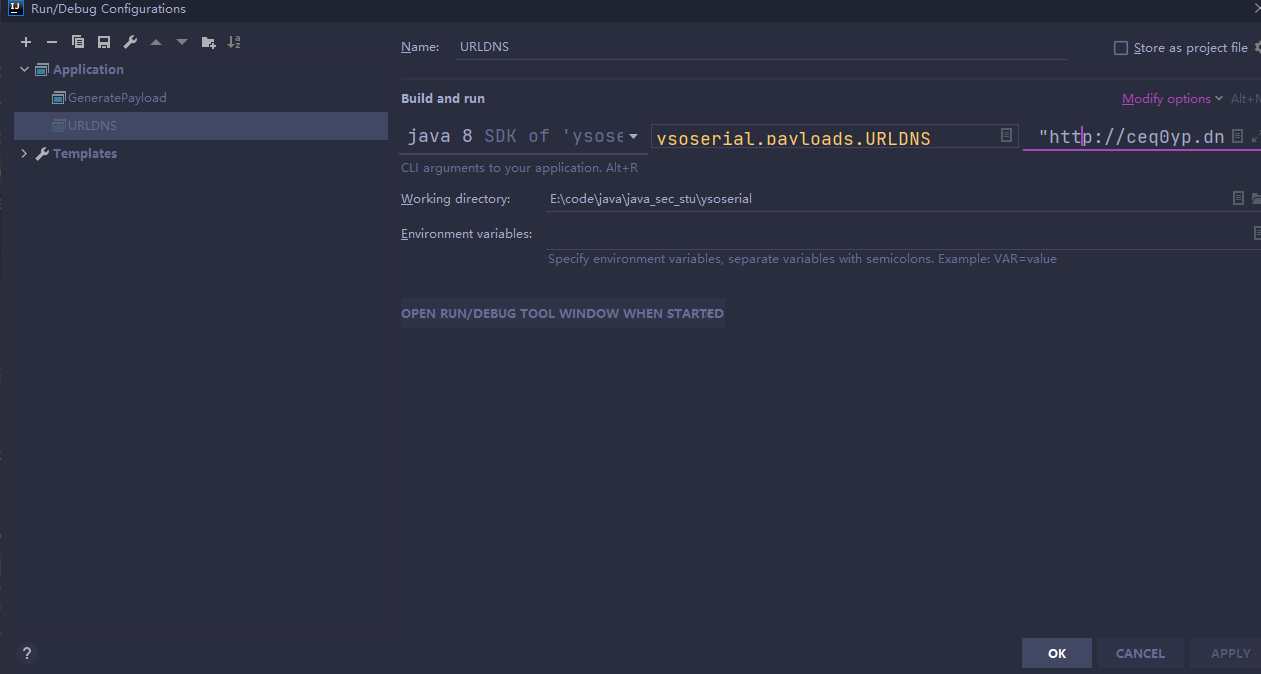 Run/Debug Configurations
Name: URLDNS
Store as project file
Application
GeneratePayload
URLDNS
Templates
Build and run
Modify options
java 8 SDK of 'ysose
ysoserial.payloads.URLDNS
"http://ceq0yp.dn
CLI arguments to your application. Alt+R
Working directory: E:\code\java\java_sec_stu\ysoserial
Environment variables:
Specify environment variables, separate variables with semicolons. Example: VAR=value
OPEN RUN/DEBUG TOOL WINDOW WHEN STARTED
?
OK
CANCEL
APPLY